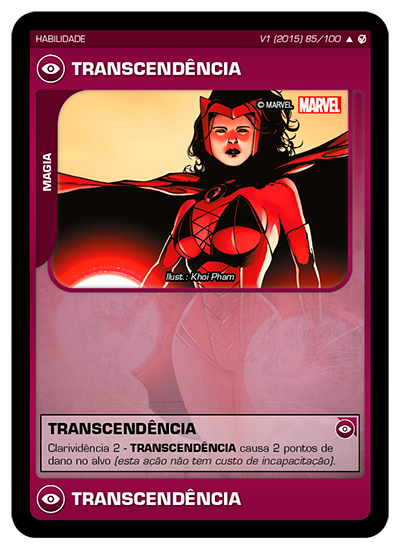 HABILIDADE
V1 (2015) 85/100 ▲
TRANSCENDÊNCIA
© MARVEL MARVEL
MAGIA
Ilust.: Khoi Pham
TRANSCENDÊNCIA
Clarividência 2 - TRANSCENDÊNCIA causa 2 pontos de
dano no alvo (esta ação não tem custo de incapacitação).
TRANSCENDÊNCIA